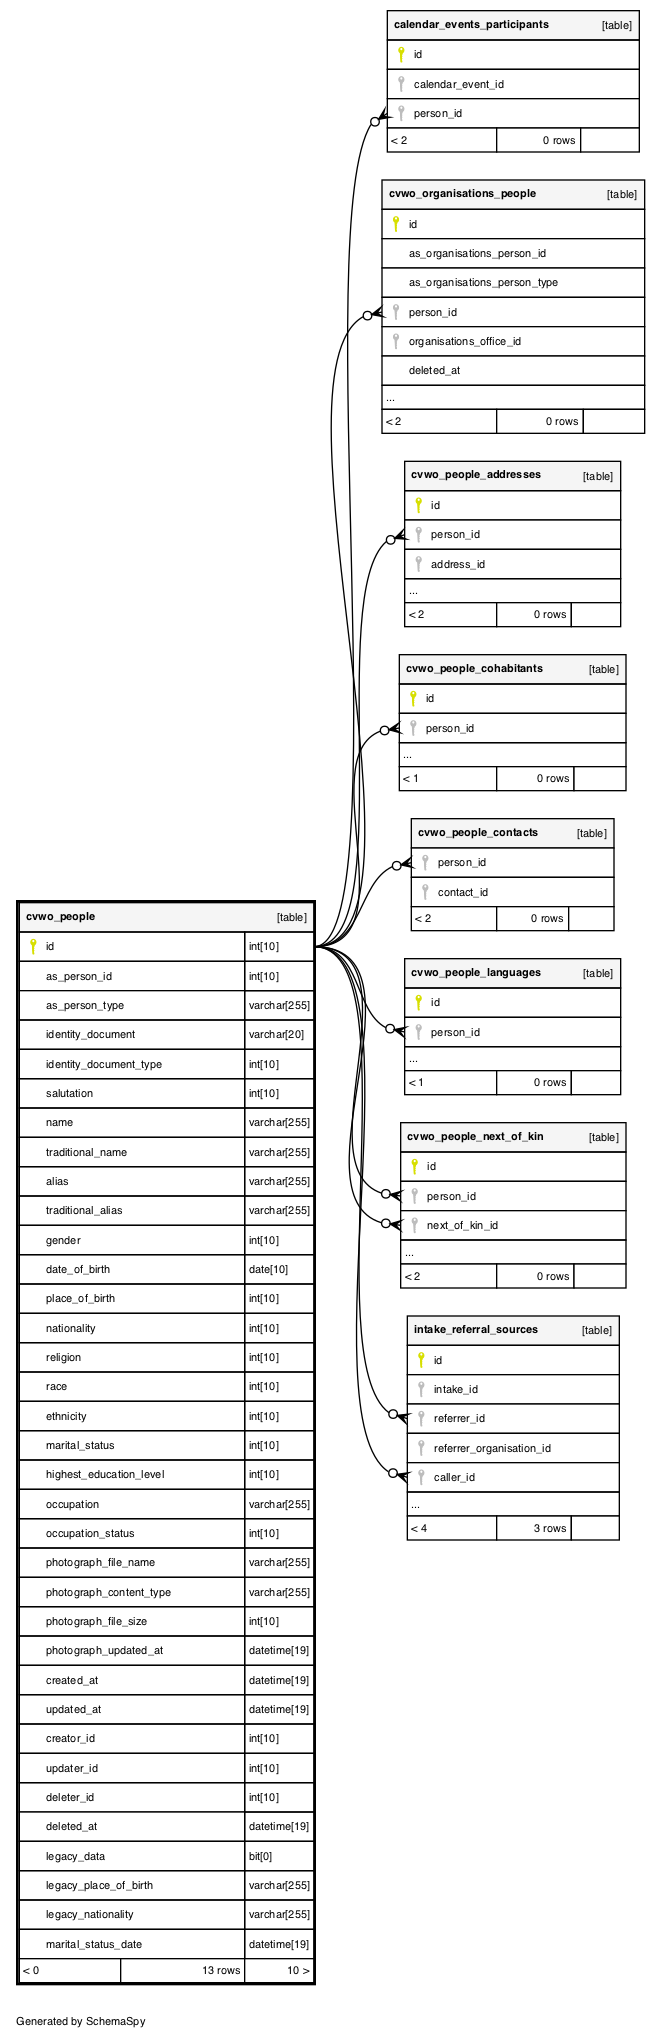 calendar_events_participants [table]
id
calendar_event_id
person_id
< 2 0 rows
cvwo_organisations_people [table]
id
as_organisations_person_id
as_organisations_person_type
person_id
organisations_office_id
deleted_at
...
< 2 0 rows
cvwo_people_addresses [table]
id
person_id
address_id
...
< 2 0 rows
cvwo_people_cohabitants [table]
id
person_id
...
< 1 0 rows
cvwo_people_contacts [table]
person_id
contact_id
< 2 0 rows
cvwo_people_languages [table]
id
person_id
...
< 1 0 rows
cvwo_people_next_of_kin [table]
id
person_id
next_of_kin_id
...
< 2 0 rows
intake_referral_sources [table]
id
intake_id
referrer_id
referrer_organisation_id
caller_id
...
< 4 3 rows
cvwo_people [table]
id int[10]
as_person_id int[10]
as_person_type varchar[255]
identity_document varchar[20]
identity_document_type int[10]
salutation int[10]
name varchar[255]
traditional_name varchar[255]
alias varchar[255]
traditional_alias varchar[255]
gender int[10]
date_of_birth date[10]
place_of_birth int[10]
nationality int[10]
religion int[10]
race int[10]
ethnicity int[10]
marital_status int[10]
highest_education_level int[10]
occupation varchar[255]
occupation_status int[10]
photograph_file_name varchar[255]
photograph_content_type varchar[255]
photograph_file_size int[10]
photograph_updated_at datetime[19]
created_at datetime[19]
updated_at datetime[19]
creator_id int[10]
updater_id int[10]
deleter_id int[10]
deleted_at datetime[19]
legacy_data bit[0]
legacy_place_of_birth varchar[255]
legacy_nationality varchar[255]
marital_status_date datetime[19]
< 0 13 rows 10 >
Generated by SchemaSpy